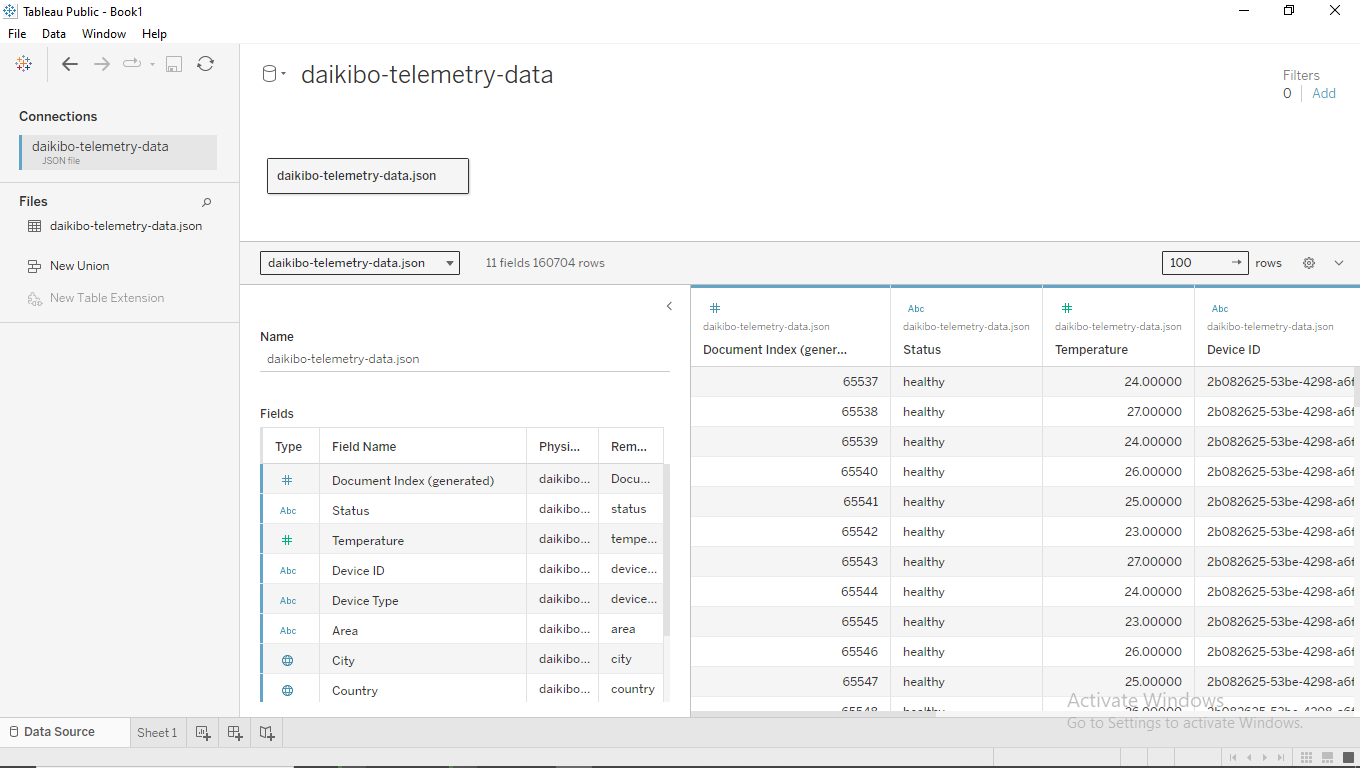 Tableau Public - Book1
File Data Window Help
daikibo-telemetry-data
Filters
0 Add
Connections
daikibo-telemetry-data
JSON file
daikibo-telemetry-data.json
Files
daikibo-telemetry-data.json
New Union
New Table Extension
daikibo-telemetry-data.json 11 fields 160704 rows 100 rows
Name
daikibo-telemetry-data.json
Fields
Type Field Name Physi... Rem...
# Document Index (generated) daikibo... Docu...
Abc Status daikibo... status
# Temperature daikibo... tempe...
Abc Device ID daikibo... device...
Abc Device Type daikibo... device...
Abc Area daikibo... area
City daikibo... city
Country daikibo... country
# Abc # Abc
daikibo-telemetry-data.json daikibo-telemetry-data.json daikibo-telemetry-data.json daikibo-telemetry-data.json
Document Index (gener... Status Temperature Device ID
65537 healthy 24.00000 2b082625-53be-4298-a6f
65538 healthy 27.00000 2b082625-53be-4298-a6f
65539 healthy 24.00000 2b082625-53be-4298-a6f
65540 healthy 26.00000 2b082625-53be-4298-a6f
65541 healthy 25.00000 2b082625-53be-4298-a6f
65542 healthy 23.00000 2b082625-53be-4298-a6f
65543 healthy 27.00000 2b082625-53be-4298-a6f
65544 healthy 24.00000 2b082625-53be-4298-a6f
65545 healthy 23.00000 2b082625-53be-4298-a6f
65546 healthy 26.00000 2b082625-53be-4298-a6f
65547 healthy 25.00000 2b082625-53be-4298-a6f
65548 healthy 26.00000 2b082625-53be-4298-a6f
Activate Windows
Go to Settings to activate Windows.
Data Source Sheet 1